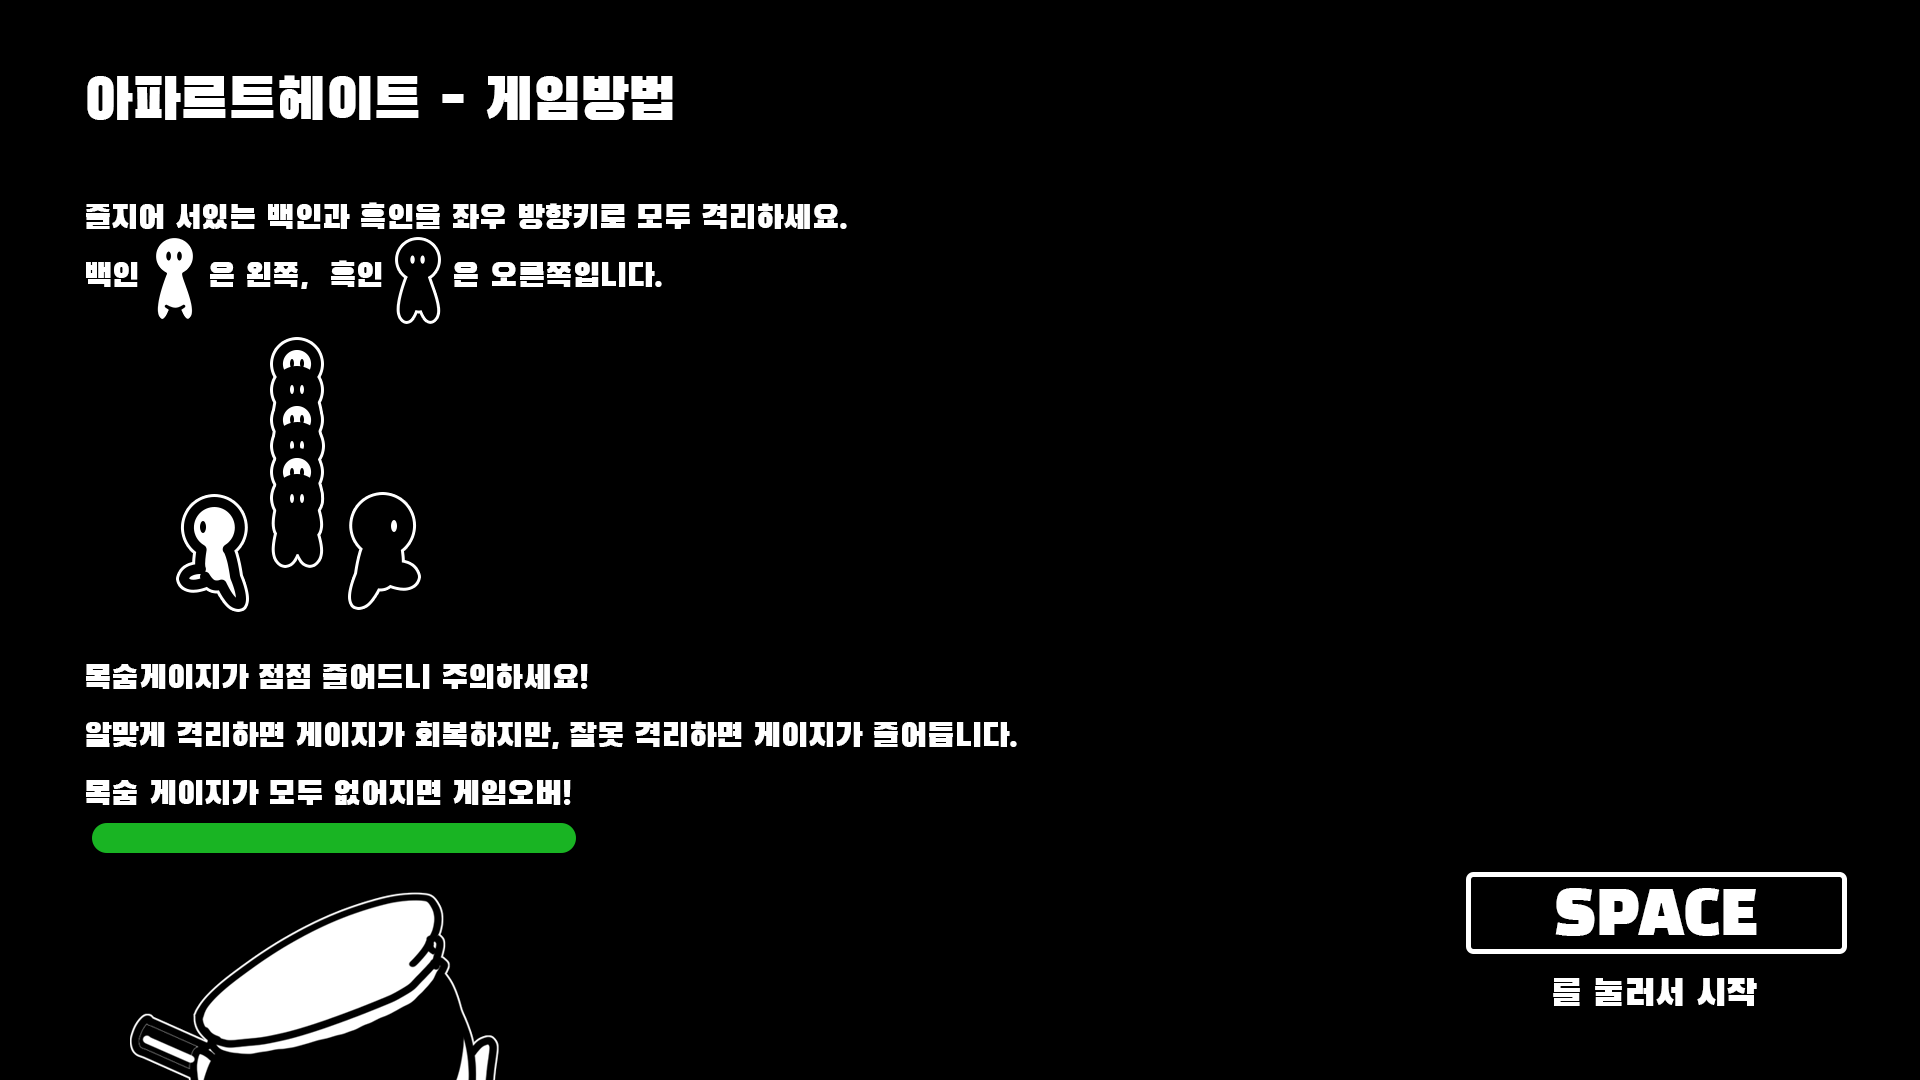 아파르트헤이트 - 게임방법
줄지어 서있는 백인과 흑인을 좌우 방향키로 모두 격리하세요.
백인 은 왼쪽, 흑인 은 오른쪽입니다.
목숨게이지가 점점 줄어드니 주의하세요!
알맞게 격리하면 게이지가 회복하지만, 잘못 격리하면 게이지가 줄어듭니다.
목숨 게이지가 모두 없어지면 게임오버!
SPACE
를 눌러서 시작